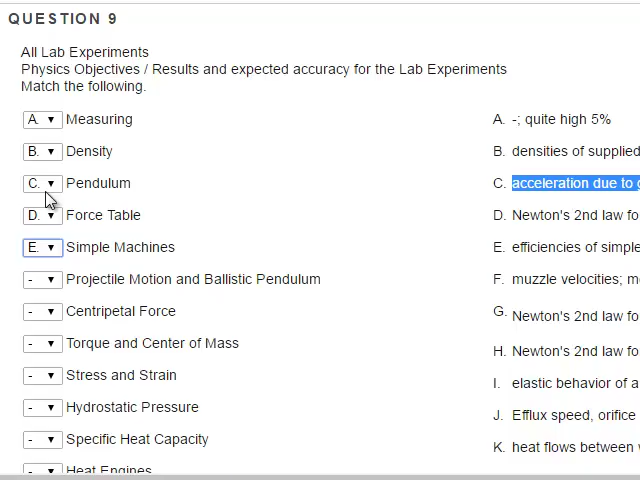 QUESTION 9
All Lab Experiments
Physics Objectives / Results and expected accuracy for the Lab Experiments
Match the following.
A. Measuring A. -; quite high 5%
B. Density B. densities of supplied
C. Pendulum C. acceleration due to
D. Force Table D. Newton's 2nd law fo
E. Simple Machines E. efficiencies of simple
- Projectile Motion and Ballistic Pendulum F. muzzle velocities; m
- Centripetal Force G. Newton's 2nd law fo
- Torque and Center of Mass H. Newton's 2nd law fo
- Stress and Strain I. elastic behavior of a
- Hydrostatic Pressure J. Efflux speed, orifice
- Specific Heat Capacity K. heat flows between
- Heat Engines